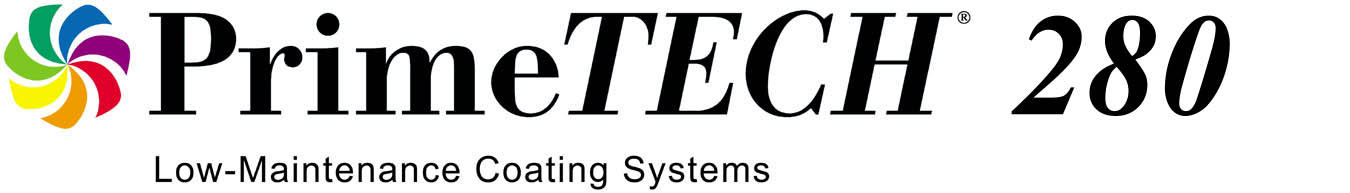 PrimeTECH® 280
Low-Maintenance Coating Systems